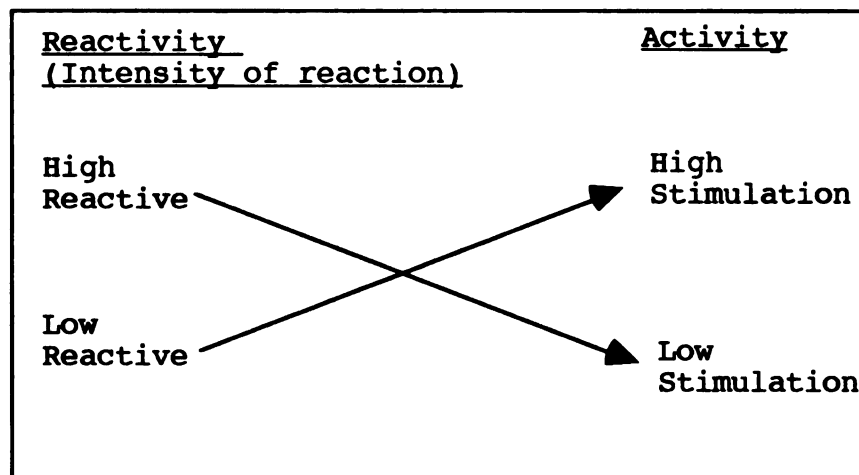 Reactivity
(Intensity of reaction)
Activity
High
Reactive
High
Stimulation
Low
Reactive
Low
Stimulation